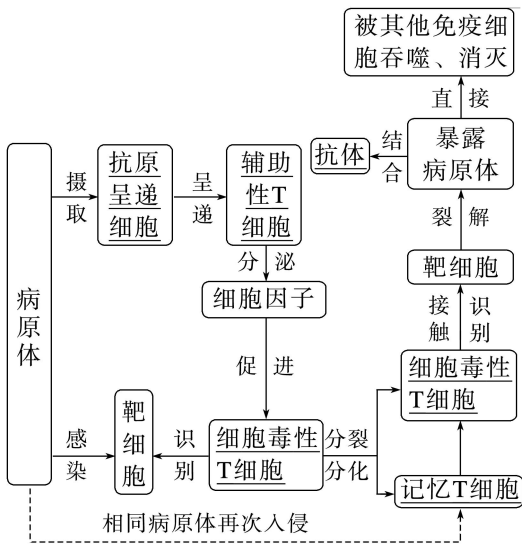 被其他免疫细
胞吞噬、消灭
直接
暴露
病原体
结合
抗体
裂解
靶细胞
接触
识别
抗原
呈递
细胞
摄取
呈递
辅助
性T
细胞
分泌
细胞因子
促进
病原体
感染
靶细胞
识别
细胞毒性
T细胞
分裂
分化
细胞毒性
T细胞
记忆T细胞
相同病原体再次入侵